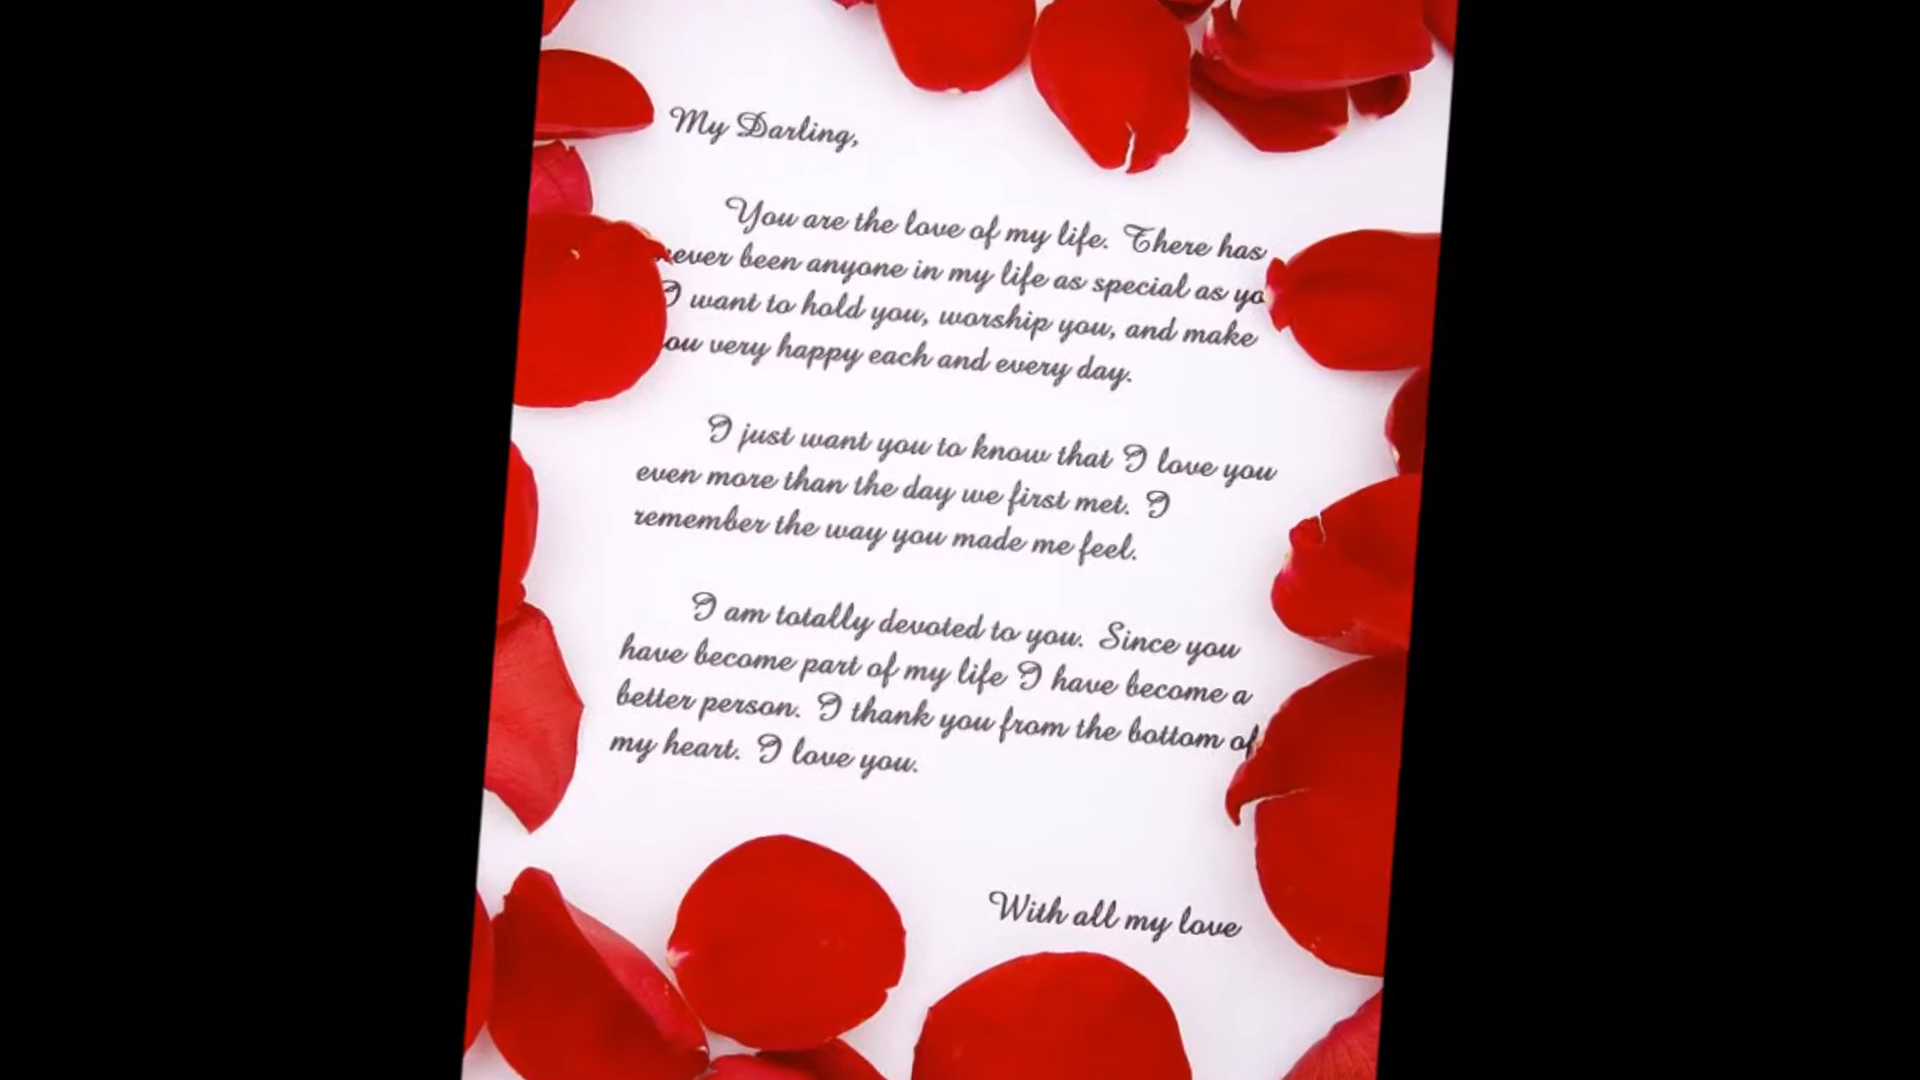 My Darling,
You are the love of my life. There has
never been anyone in my life as special as yo
I want to hold you, worship you, and make
ou very happy each and every day.
I just want you to know that I love you
even more than the day we first met. I
remember the way you made me feel.
I am totally devoted to you. Since you
have become part of my life I have become a
better person. I thank you from the bottom of
my heart. I love you.
With all my love